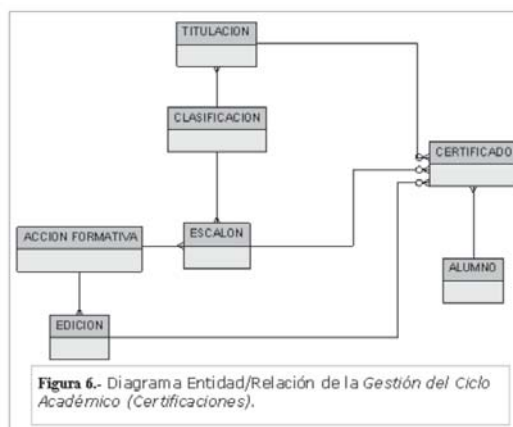 TITULACION
CLASIFICACION
CERTIFICADO
ACCION FORMATIVA
ESCALON
ALUMNO
EDICION
Figura 6.- Diagrama Entidad/Relación de la Gestión del Ciclo
Académico (Certificaciones).